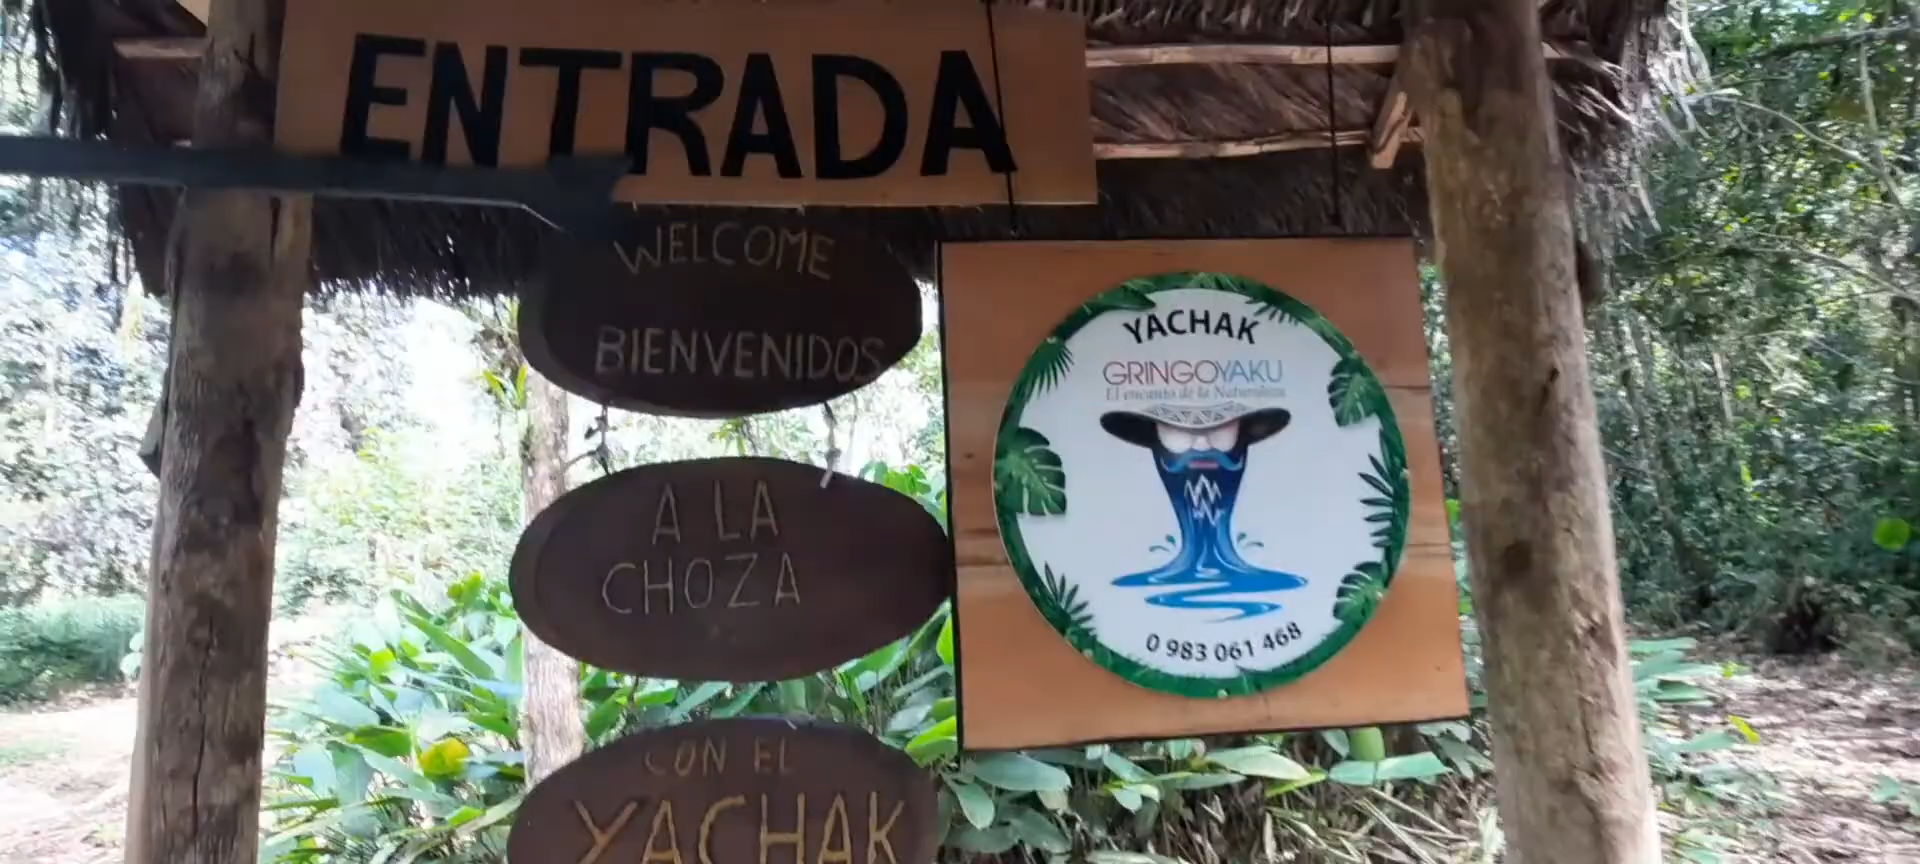 ENTRADA
WELCOME
BIENVENIDOS
A LA
CHOZA
CON EL
YACHAK
YACHAK
GRINGOYAKU
El encanto de la Naturaleza
0 983 061 468